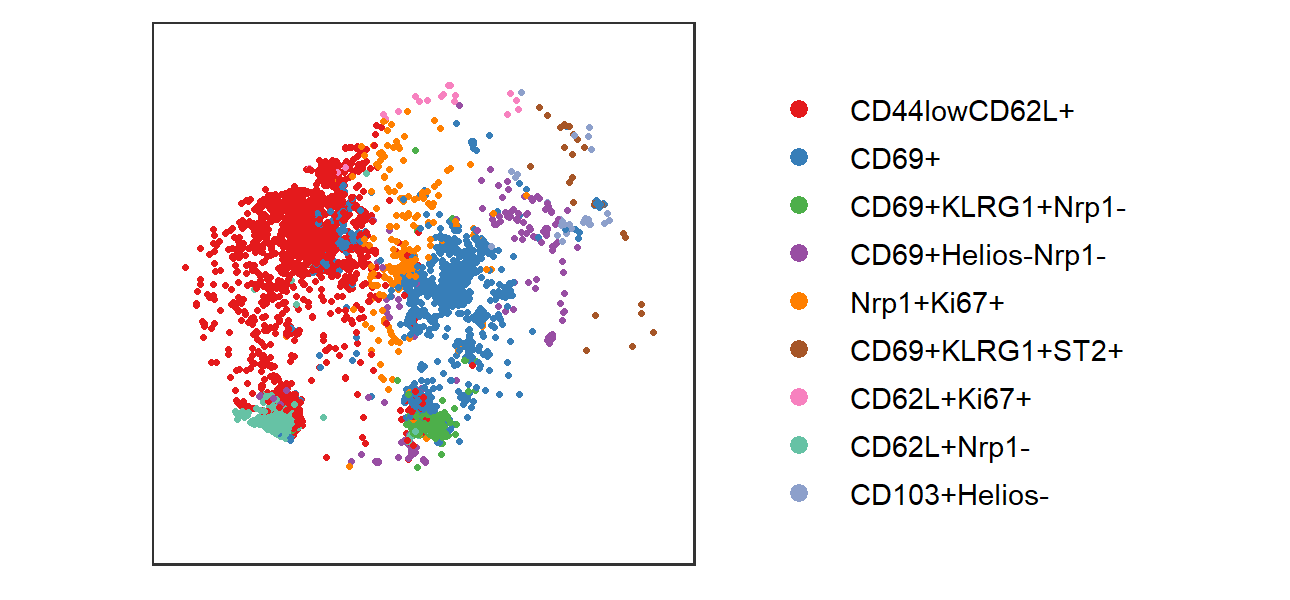 CD44lowCD62L+
CD69+
CD69+KLRG1+Nrp1-
CD69+Helios-Nrp1-
Nrp1+Ki67+
CD69+KLRG1+ST2+
CD62L+Ki67+
CD62L+Nrp1-
CD103+Helios-